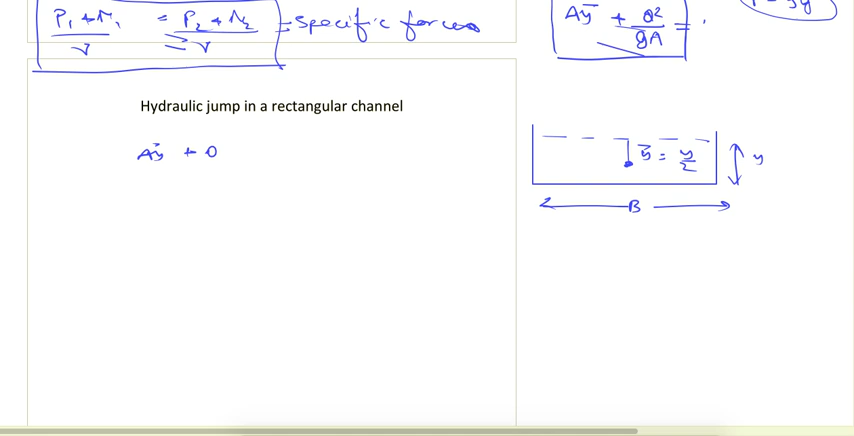 P₁ + M₁ / γ = P₂ + M₂ / γ = Specific forces
Aȳ + Q² / gA =
Hydraulic jump in a rectangular channel
Aȳ + Q
ȳ = y / 2
y
B